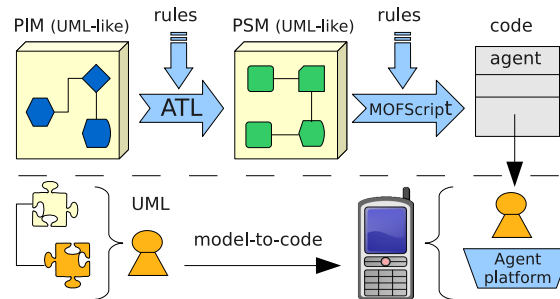 PIM (UML-like)
rules
PSM (UML-like)
rules
code
ATL
MOFScript
agent
UML
model-to-code
Agent
platform